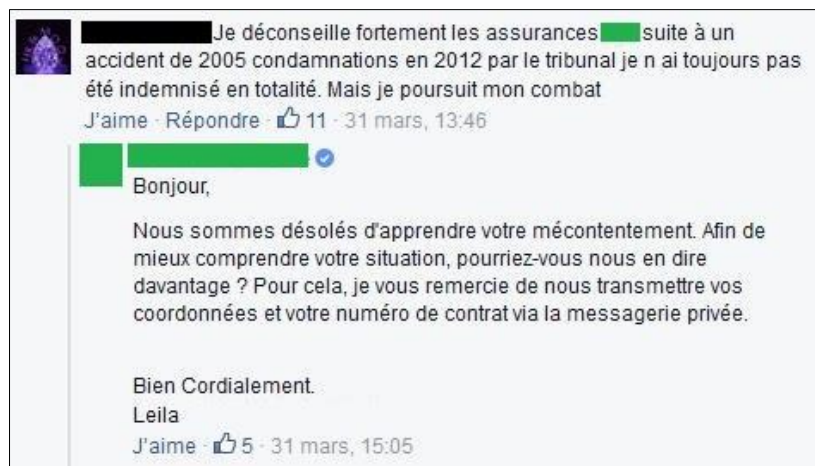 Je déconseille fortement les assurances suite à un
accident de 2005 condamnations en 2012 par le tribunal je n ai toujours pas
été indemnisé en totalité. Mais je poursuit mon combat
J'aime · Répondre · 11 · 31 mars, 13:46
Bonjour,
Nous sommes désolés d'apprendre votre mécontentement. Afin de
mieux comprendre votre situation, pourriez-vous nous en dire
davantage ? Pour cela, je vous remercie de nous transmettre vos
coordonnées et votre numéro de contrat via la messagerie privée.
Bien Cordialement.
Leila
J'aime · 5 · 31 mars, 15:05